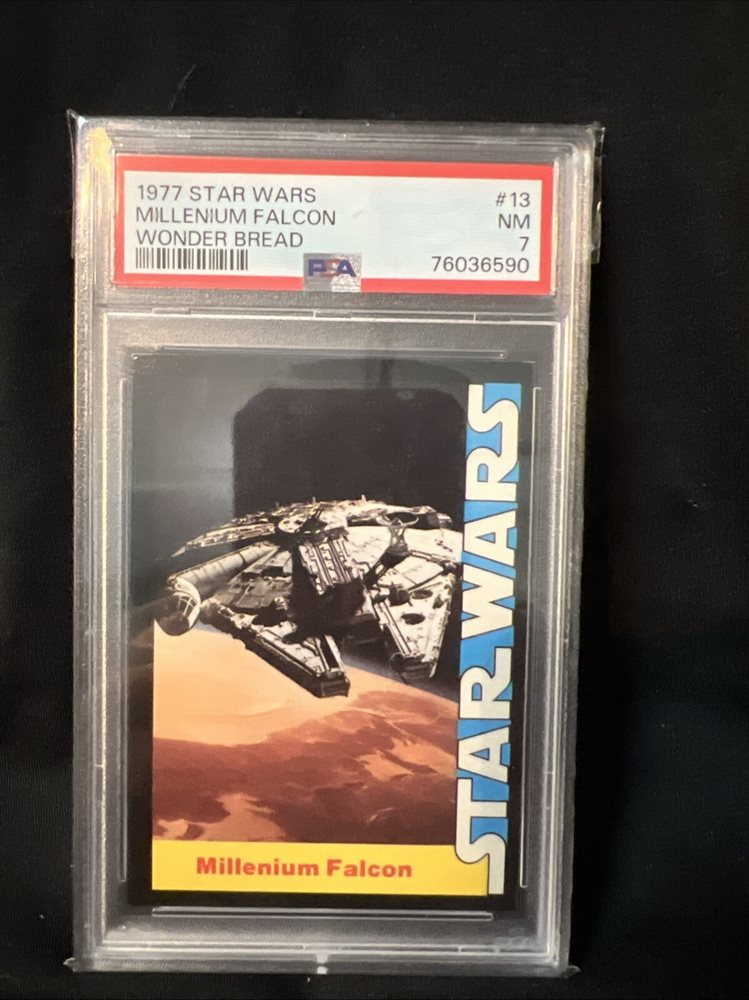 1977 STAR WARS
MILLENIUM FALCON
WONDER BREAD
#13
NM
7
76036590
PSA
STAR WARS
Millenium Falcon